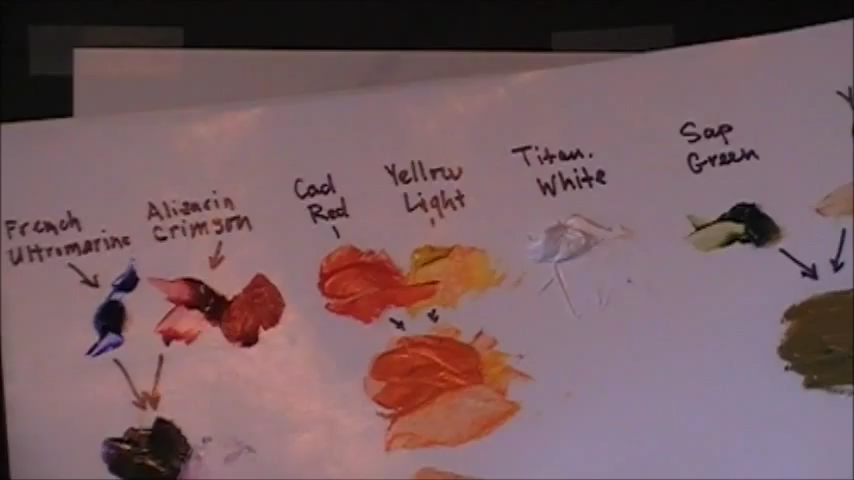 French
Ultramarine
Alizarin
Crimson
Cad
Red
Yellow
Light
Titan.
White
Sap
Green
Y